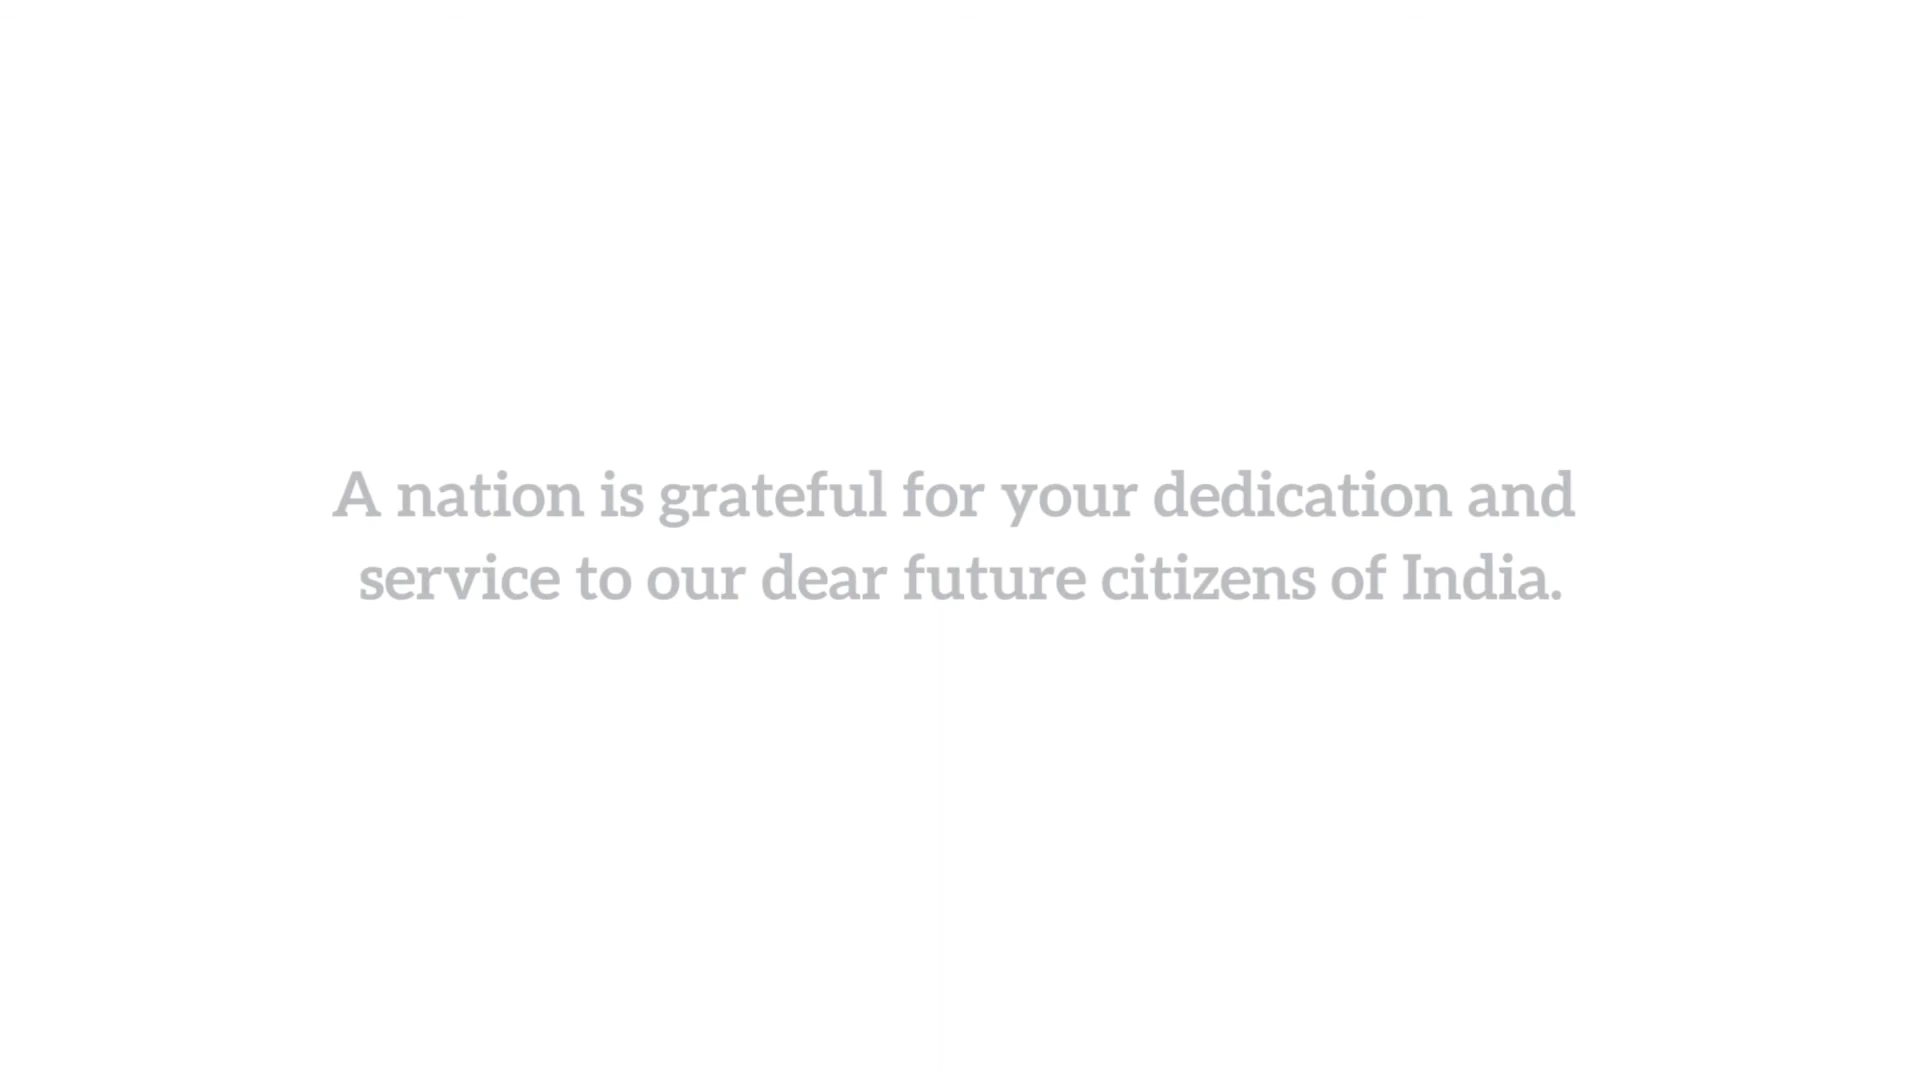 A nation is grateful for your dedication and
service to our dear future citizens of India.